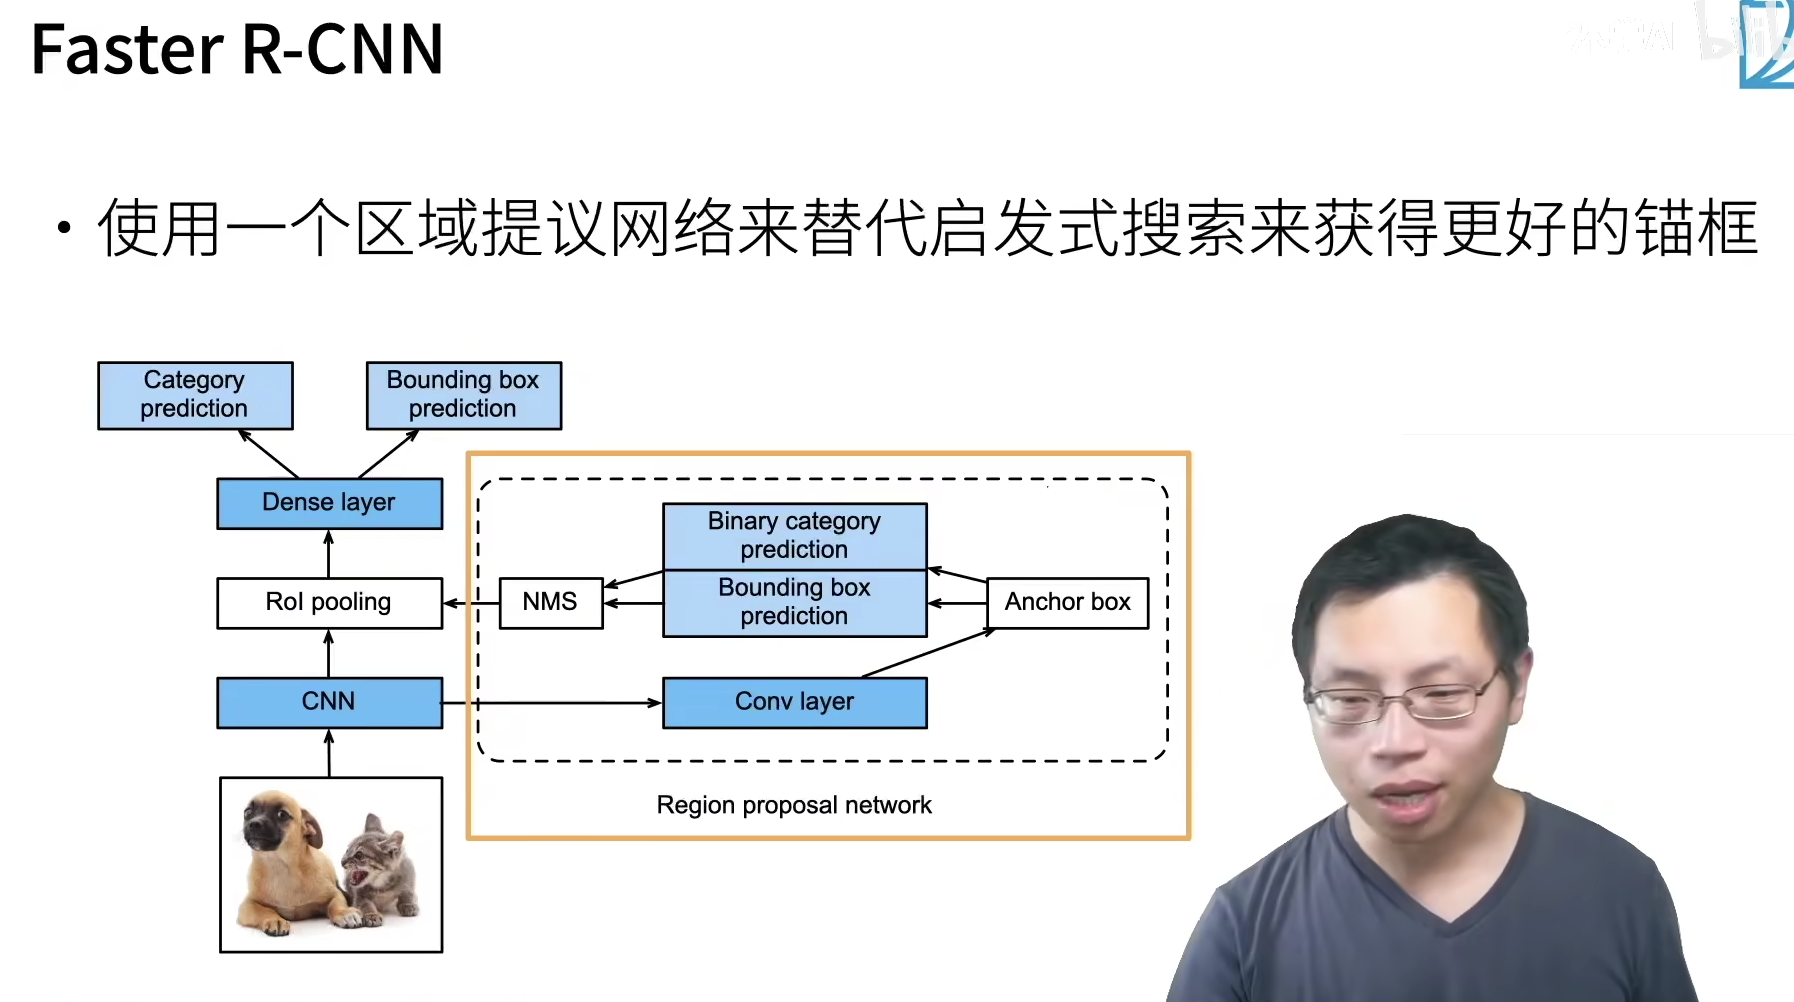 Faster R-CNN
• 使用一个区域提议网络来替代启发式搜索来获得更好的锚框
Category
prediction
Bounding box
prediction
Dense layer
RoI pooling
CNN
NMS
Binary category
prediction
Bounding box
prediction
Anchor box
Conv layer
Region proposal network